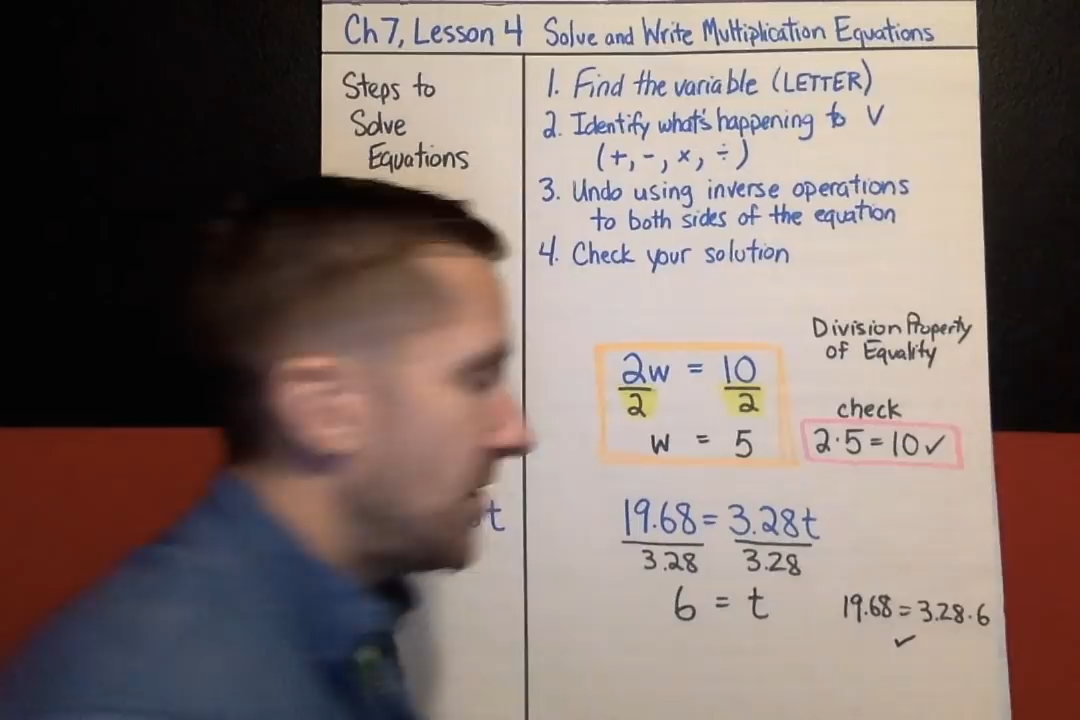 Ch 7, Lesson 4 Solve and Write Multiplication Equations
Steps to
Solve
Equations
1. Find the variable (LETTER)
2. Identify what's happening to V
(+, -, ×, ÷)
3. Undo using inverse operations
to both sides of the equation
4. Check your solution
Division Property
of Equality
2w = 10
2 2
w = 5
check
2·5=10✓
t
19.68 = 3.28t
3.28 3.28
6 = t
19.68 = 3.28·6
✓